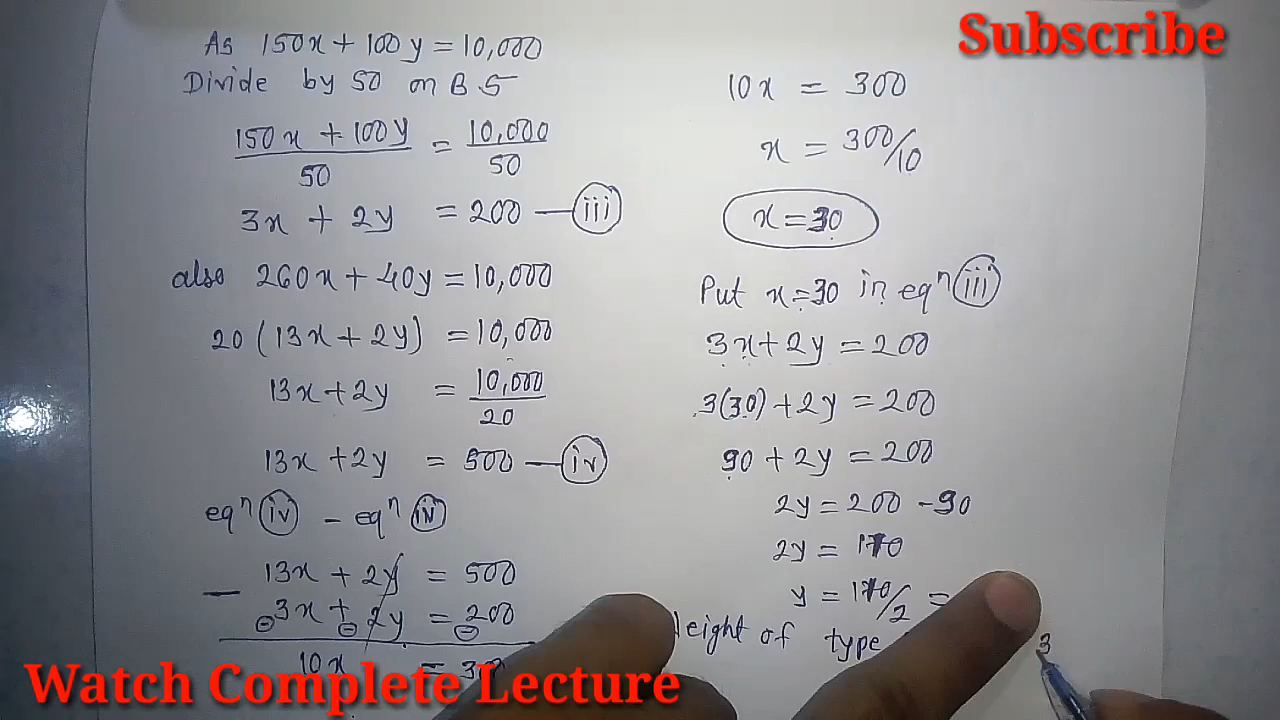 Subscribe
As 150x + 100y = 10,000
Divide by 50 on B.S
150x + 100y / 50 = 10,000 / 50
3x + 2y = 200 — (iii)
also 260x + 40y = 10,000
20 (13x + 2y) = 10,000
13x + 2y = 10,000 / 20
13x + 2y = 500 — (iv)
eqn (iv) - eqn (iv)
13x + 2y = 500
3x + 2y = 200
10x = 300
10x = 300
x = 300/10
x = 30
Put x = 30 in eqn (iii)
3x + 2y = 200
3(30) + 2y = 200
90 + 2y = 200
2y = 200 - 90
2y = 110
y = 110/2 =
of type
3
Watch Complete Lecture